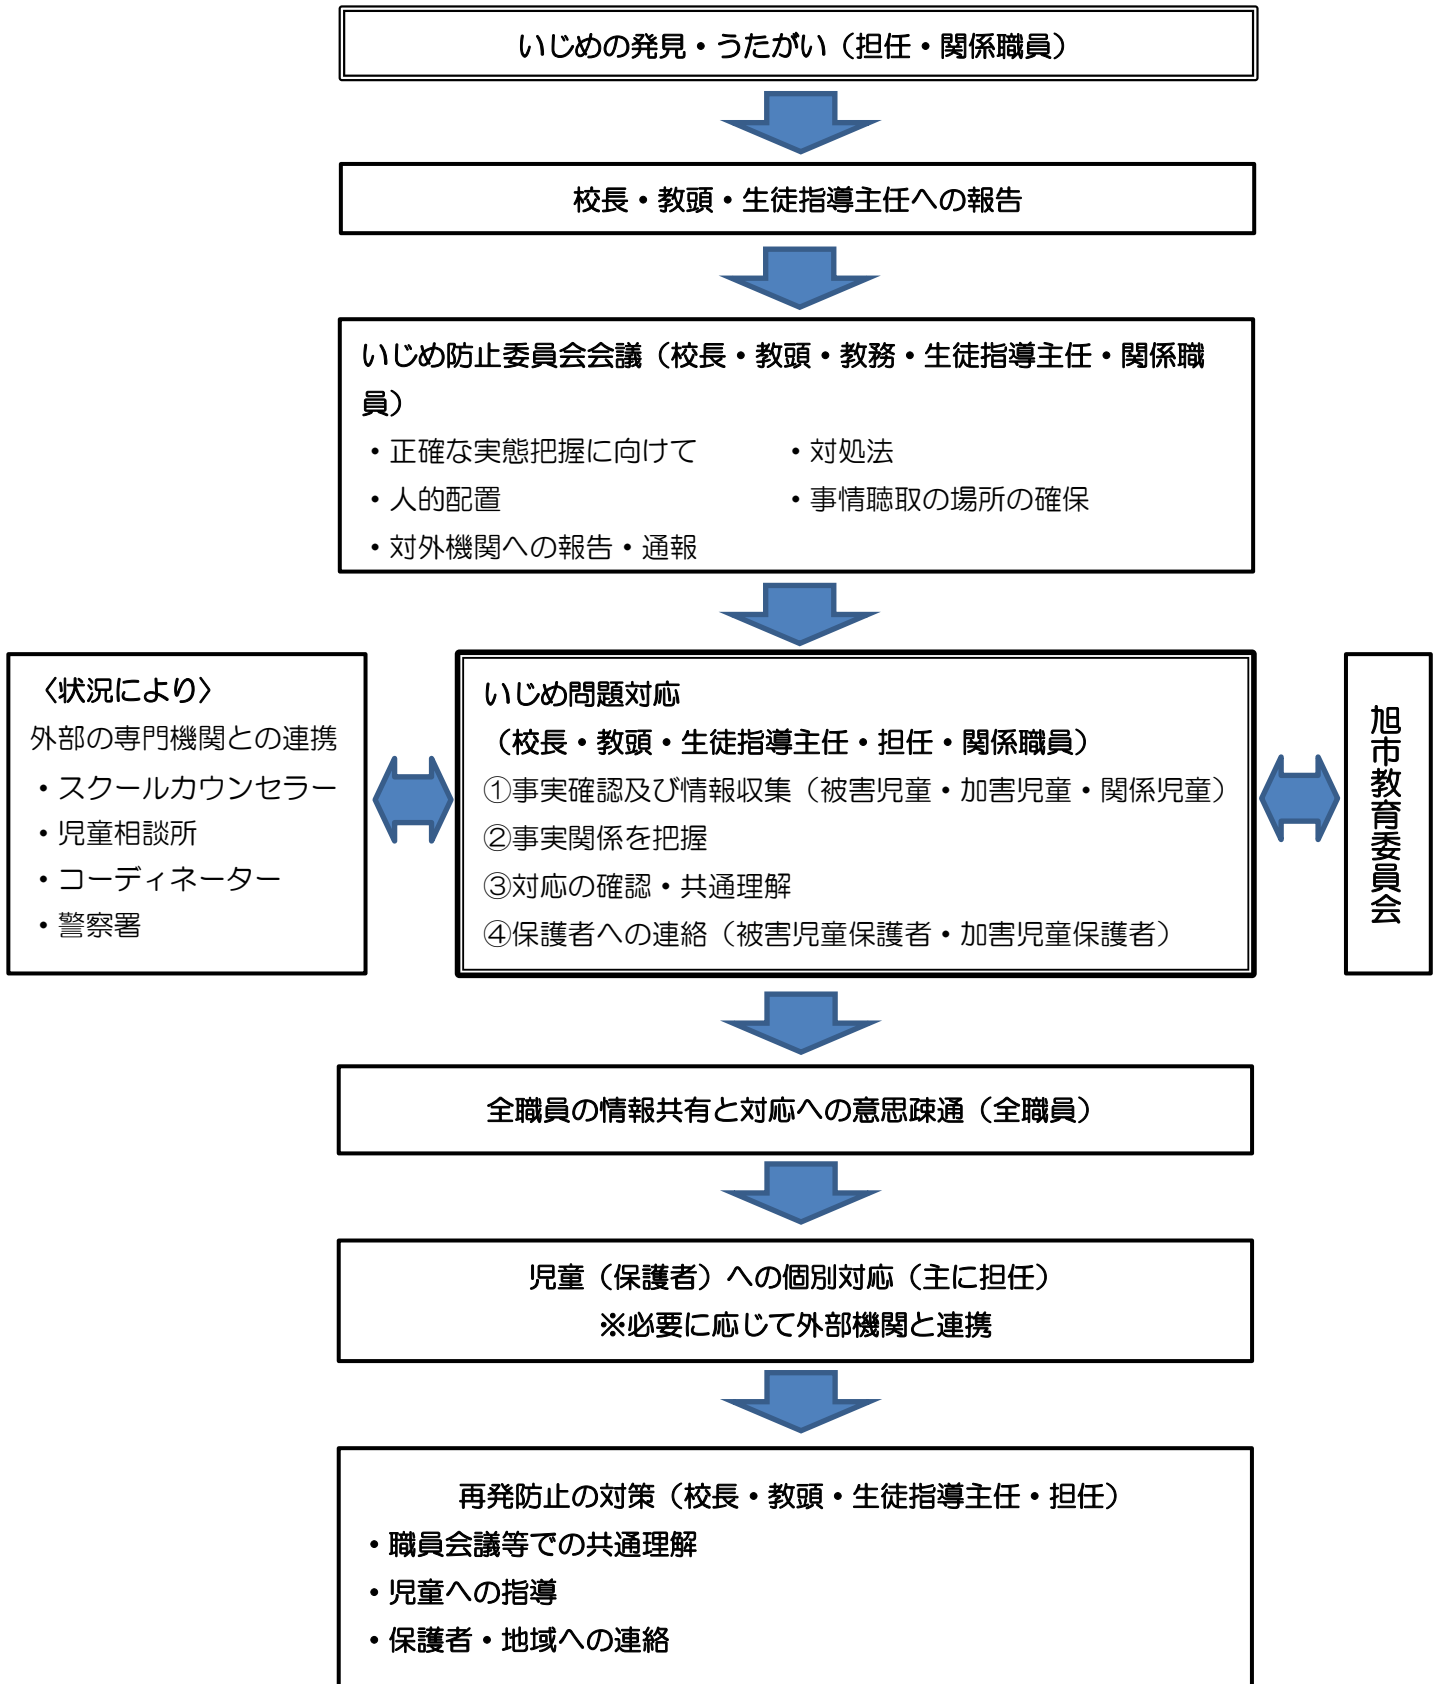 いじめの発見・うたがい（担任・関係職員）
校長・教頭・生徒指導主任への報告
いじめ防止委員会会議（校長・教頭・教務・生徒指導主任・関係職
員）
・正確な実態把握に向けて　　　・対処法
・人的配置　　　　　　　　　　・事情聴取の場所の確保
・対外機関への報告・通報
〈状況により〉
外部の専門機関との連携
・スクールカウンセラー
・児童相談所
・コーディネーター
・警察署
いじめ問題対応
（校長・教頭・生徒指導主任・担任・関係職員）
①事実確認及び情報収集（被害児童・加害児童・関係児童）
②事実関係を把握
③対応の確認・共通理解
④保護者への連絡（被害児童保護者・加害児童保護者）
旭市教育委員会
全職員の情報共有と対応への意思疎通（全職員）
児童（保護者）への個別対応（主に担任）
※必要に応じて外部機関と連携
再発防止の対策（校長・教頭・生徒指導主任・担任）
・職員会議等での共通理解
・児童への指導
・保護者・地域への連絡